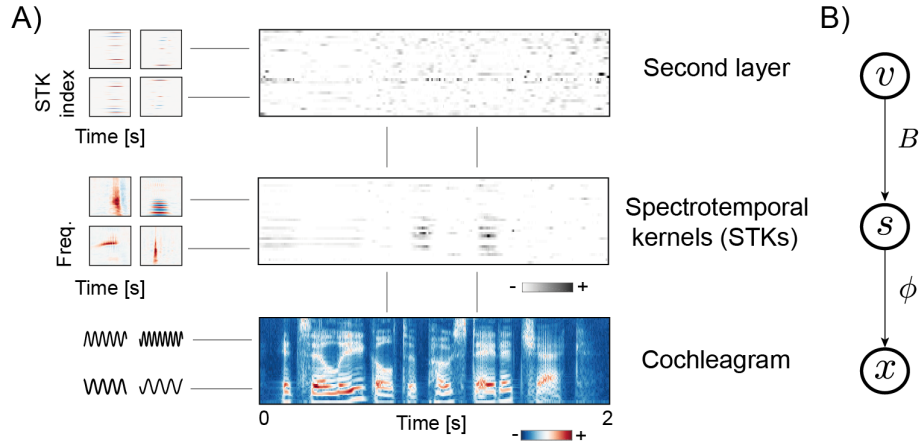 A)
B)
STK
index
Time [s]
Second layer
v
B
Freq.
Time [s]
Spectrotemporal
kernels (STKs)
s
- +
ϕ
Cochleagram
x
0
Time [s]
2
- +